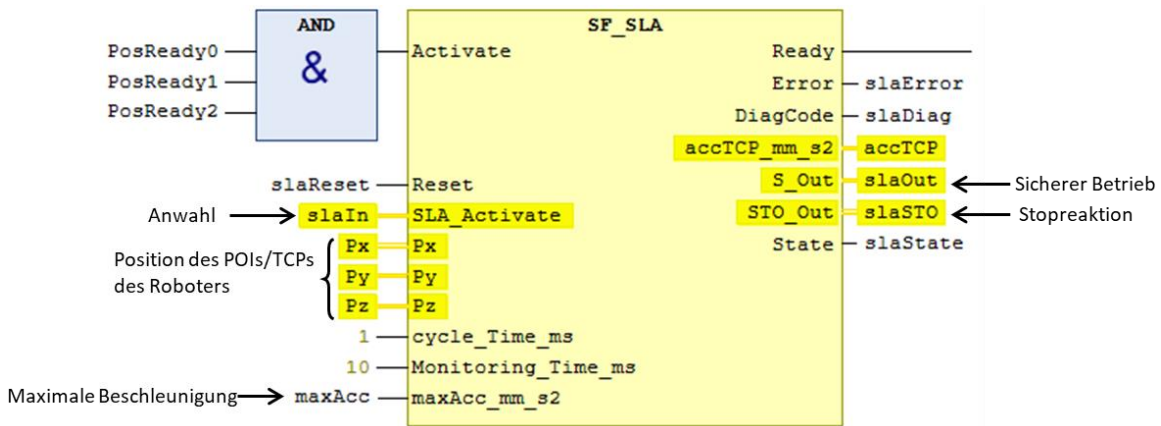 AND
SF_SLA
PosReady0
&
Activate
Ready
PosReady1
Error
slaError
PosReady2
DiagCode
slaDiag
accTCP_mm_s2
accTCP
slaReset
Reset
S_Out
slaOut
Sicherer Betrieb
Anwahl
slaIn
SLA_Activate
STO_Out
slaSTO
Stopreaktion
Position des POIs/TCPs
des Roboters
Px
Px
State
slaState
Py
Py
Pz
Pz
1
cycle_Time_ms
10
Monitoring_Time_ms
Maximale Beschleunigung
maxAcc
maxAcc_mm_s2